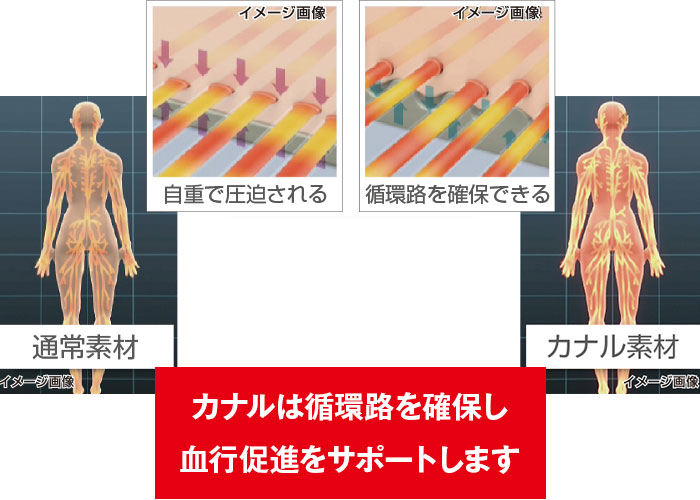 イメージ画像
イメージ画像
自重で圧迫される
循環路を確保できる
通常素材
カナル素材
イメージ画像
イメージ画像
カナルは循環路を確保し
血行促進をサポートします